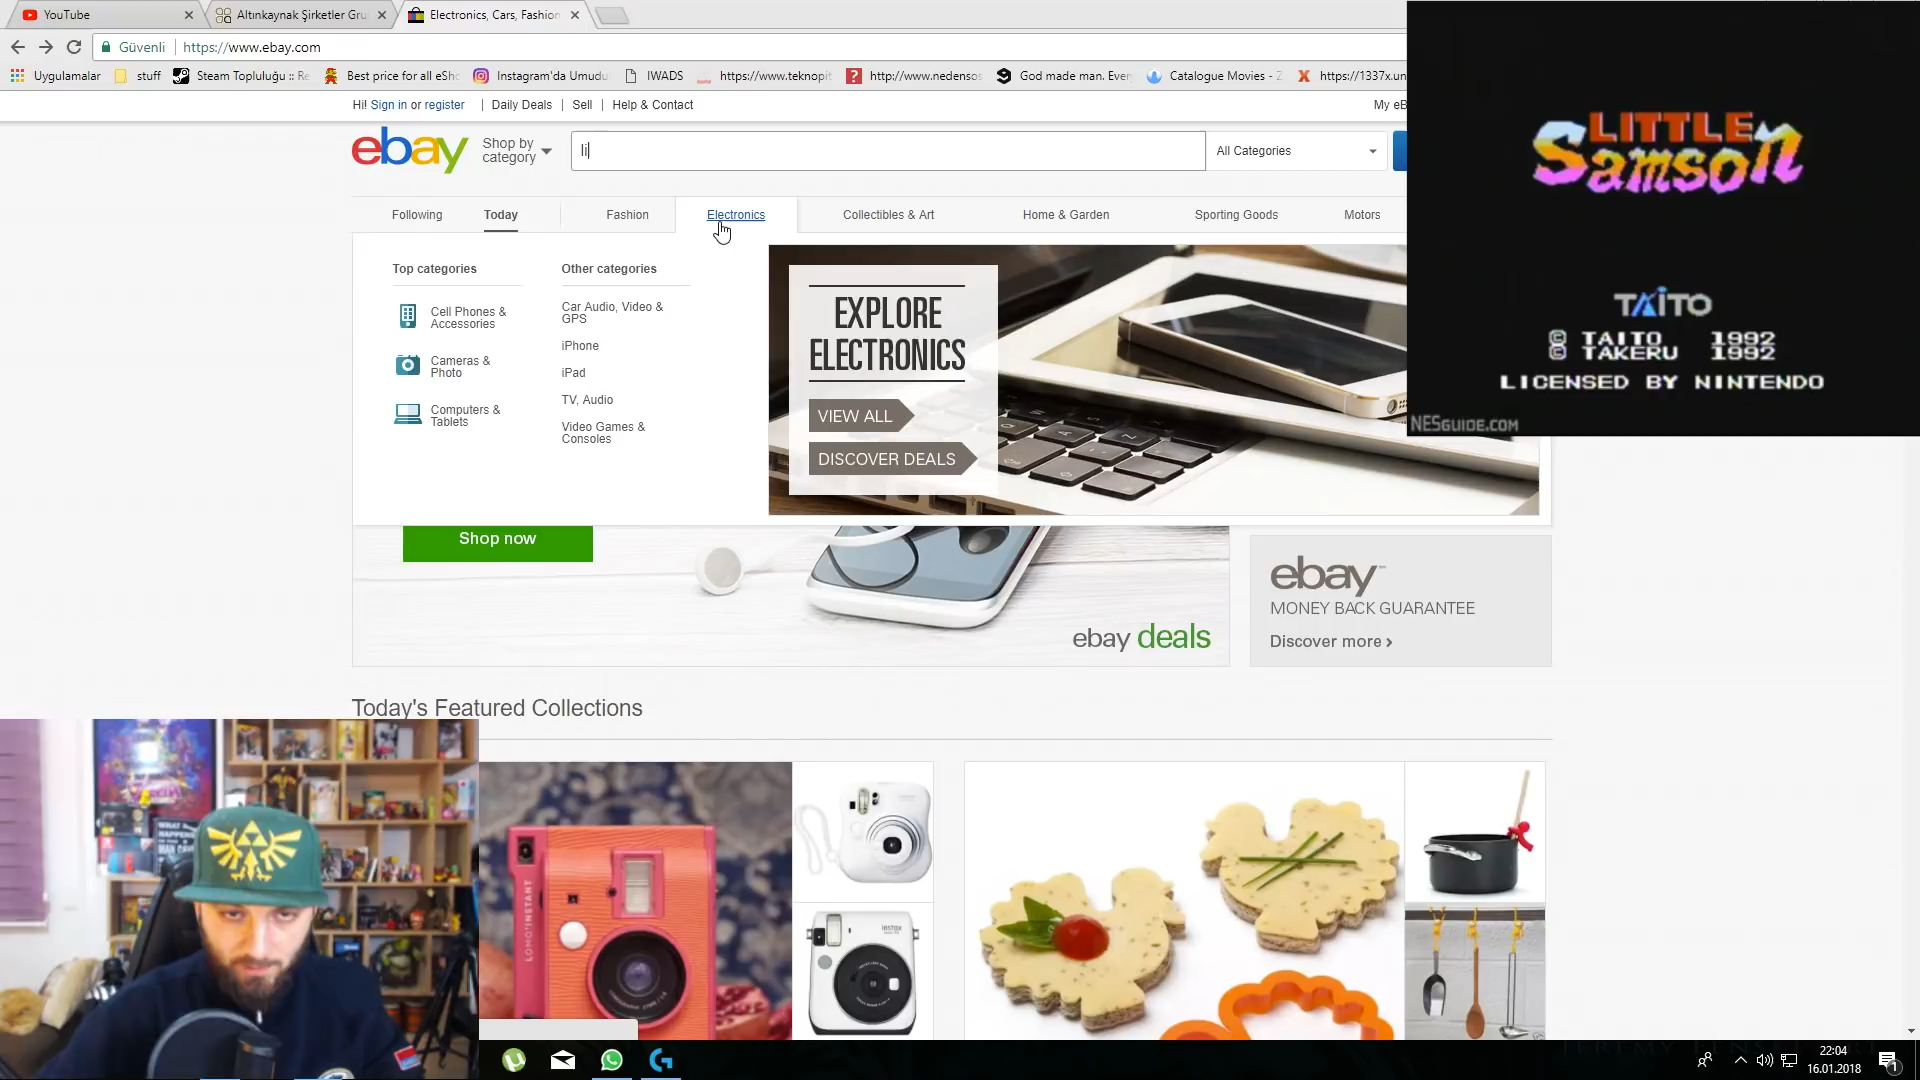 YouTube
Altınkaynak Şirketler Gru
Electronics, Cars, Fashion
Güvenli
https://www.ebay.com
Uygulamalar
stuff
Steam Topluluğu :: Re
Best price for all eSh
Instagram'da Umudu
IWADS
https://www.teknopit
http://www.nedensos
God made man. Ever
Catalogue Movies - Z
https://1337x.un
Hi! Sign in or register
Daily Deals
Sell
Help & Contact
My eB
ebay
Shop by
category
li
All Categories
Following
Today
Fashion
Electronics
Collectibles & Art
Home & Garden
Sporting Goods
Motors
Top categories
Other categories
Cell Phones &
Accessories
Cameras &
Photo
Computers &
Tablets
Car Audio, Video &
GPS
iPhone
iPad
TV, Audio
Video Games &
Consoles
EXPLORE
ELECTRONICS
VIEW ALL
DISCOVER DEALS
LITTLE
Samson
TAITO
© TAITO 1992
© TAKERU 1992
LICENSED BY NINTENDO
NESGUIDE.COM
Shop now
ebay deals
ebay
MONEY BACK GUARANTEE
Discover more ›
Today's Featured Collections
LOMO'INSTANT
instax
22:04
16.01.2018
1